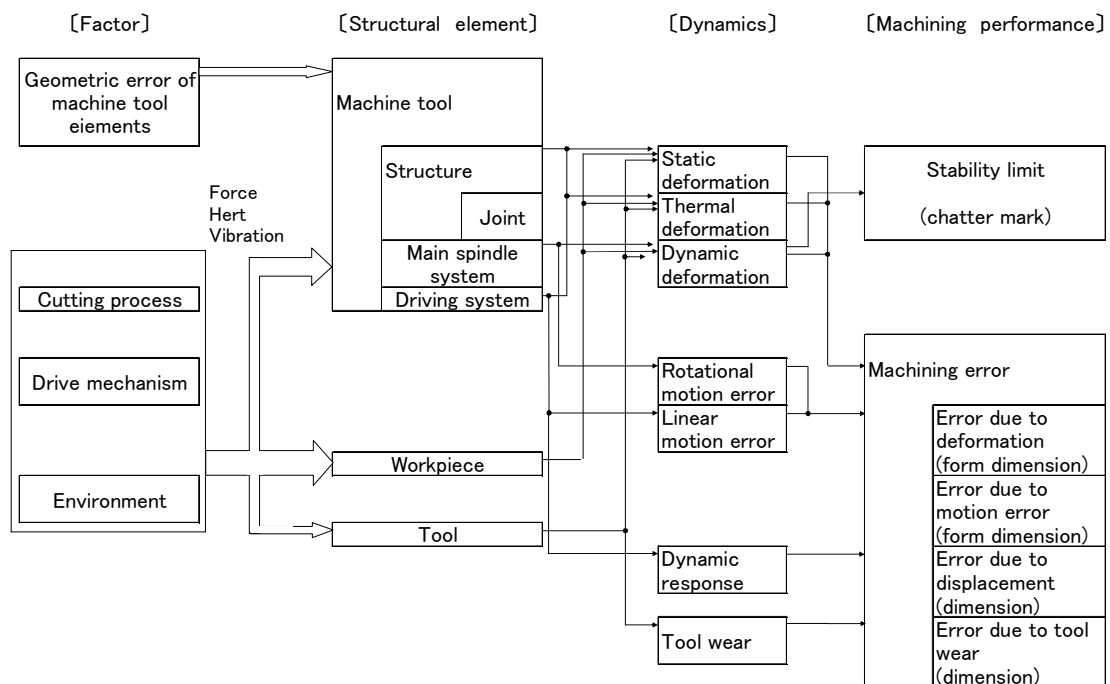 〔Factor〕
〔Structural element〕
〔Dynamics〕
〔Machining performance〕
Geometric error of
machine tool
eiements
Force
Hert
Vibration
Cutting process
Drive mechanism
Environment
Machine tool
Structure
Joint
Main spindle
system
Driving system
Workpiece
Tool
Static
deformation
Thermal
deformation
Dynamic
deformation
Rotational
motion error
Linear
motion error
Dynamic
response
Tool wear
Stability limit
(chatter mark)
Machining error
Error due to
deformation
(form dimension)
Error due to
motion error
(form dimension)
Error due to
displacement
(dimension)
Error due to tool
wear
(dimension)